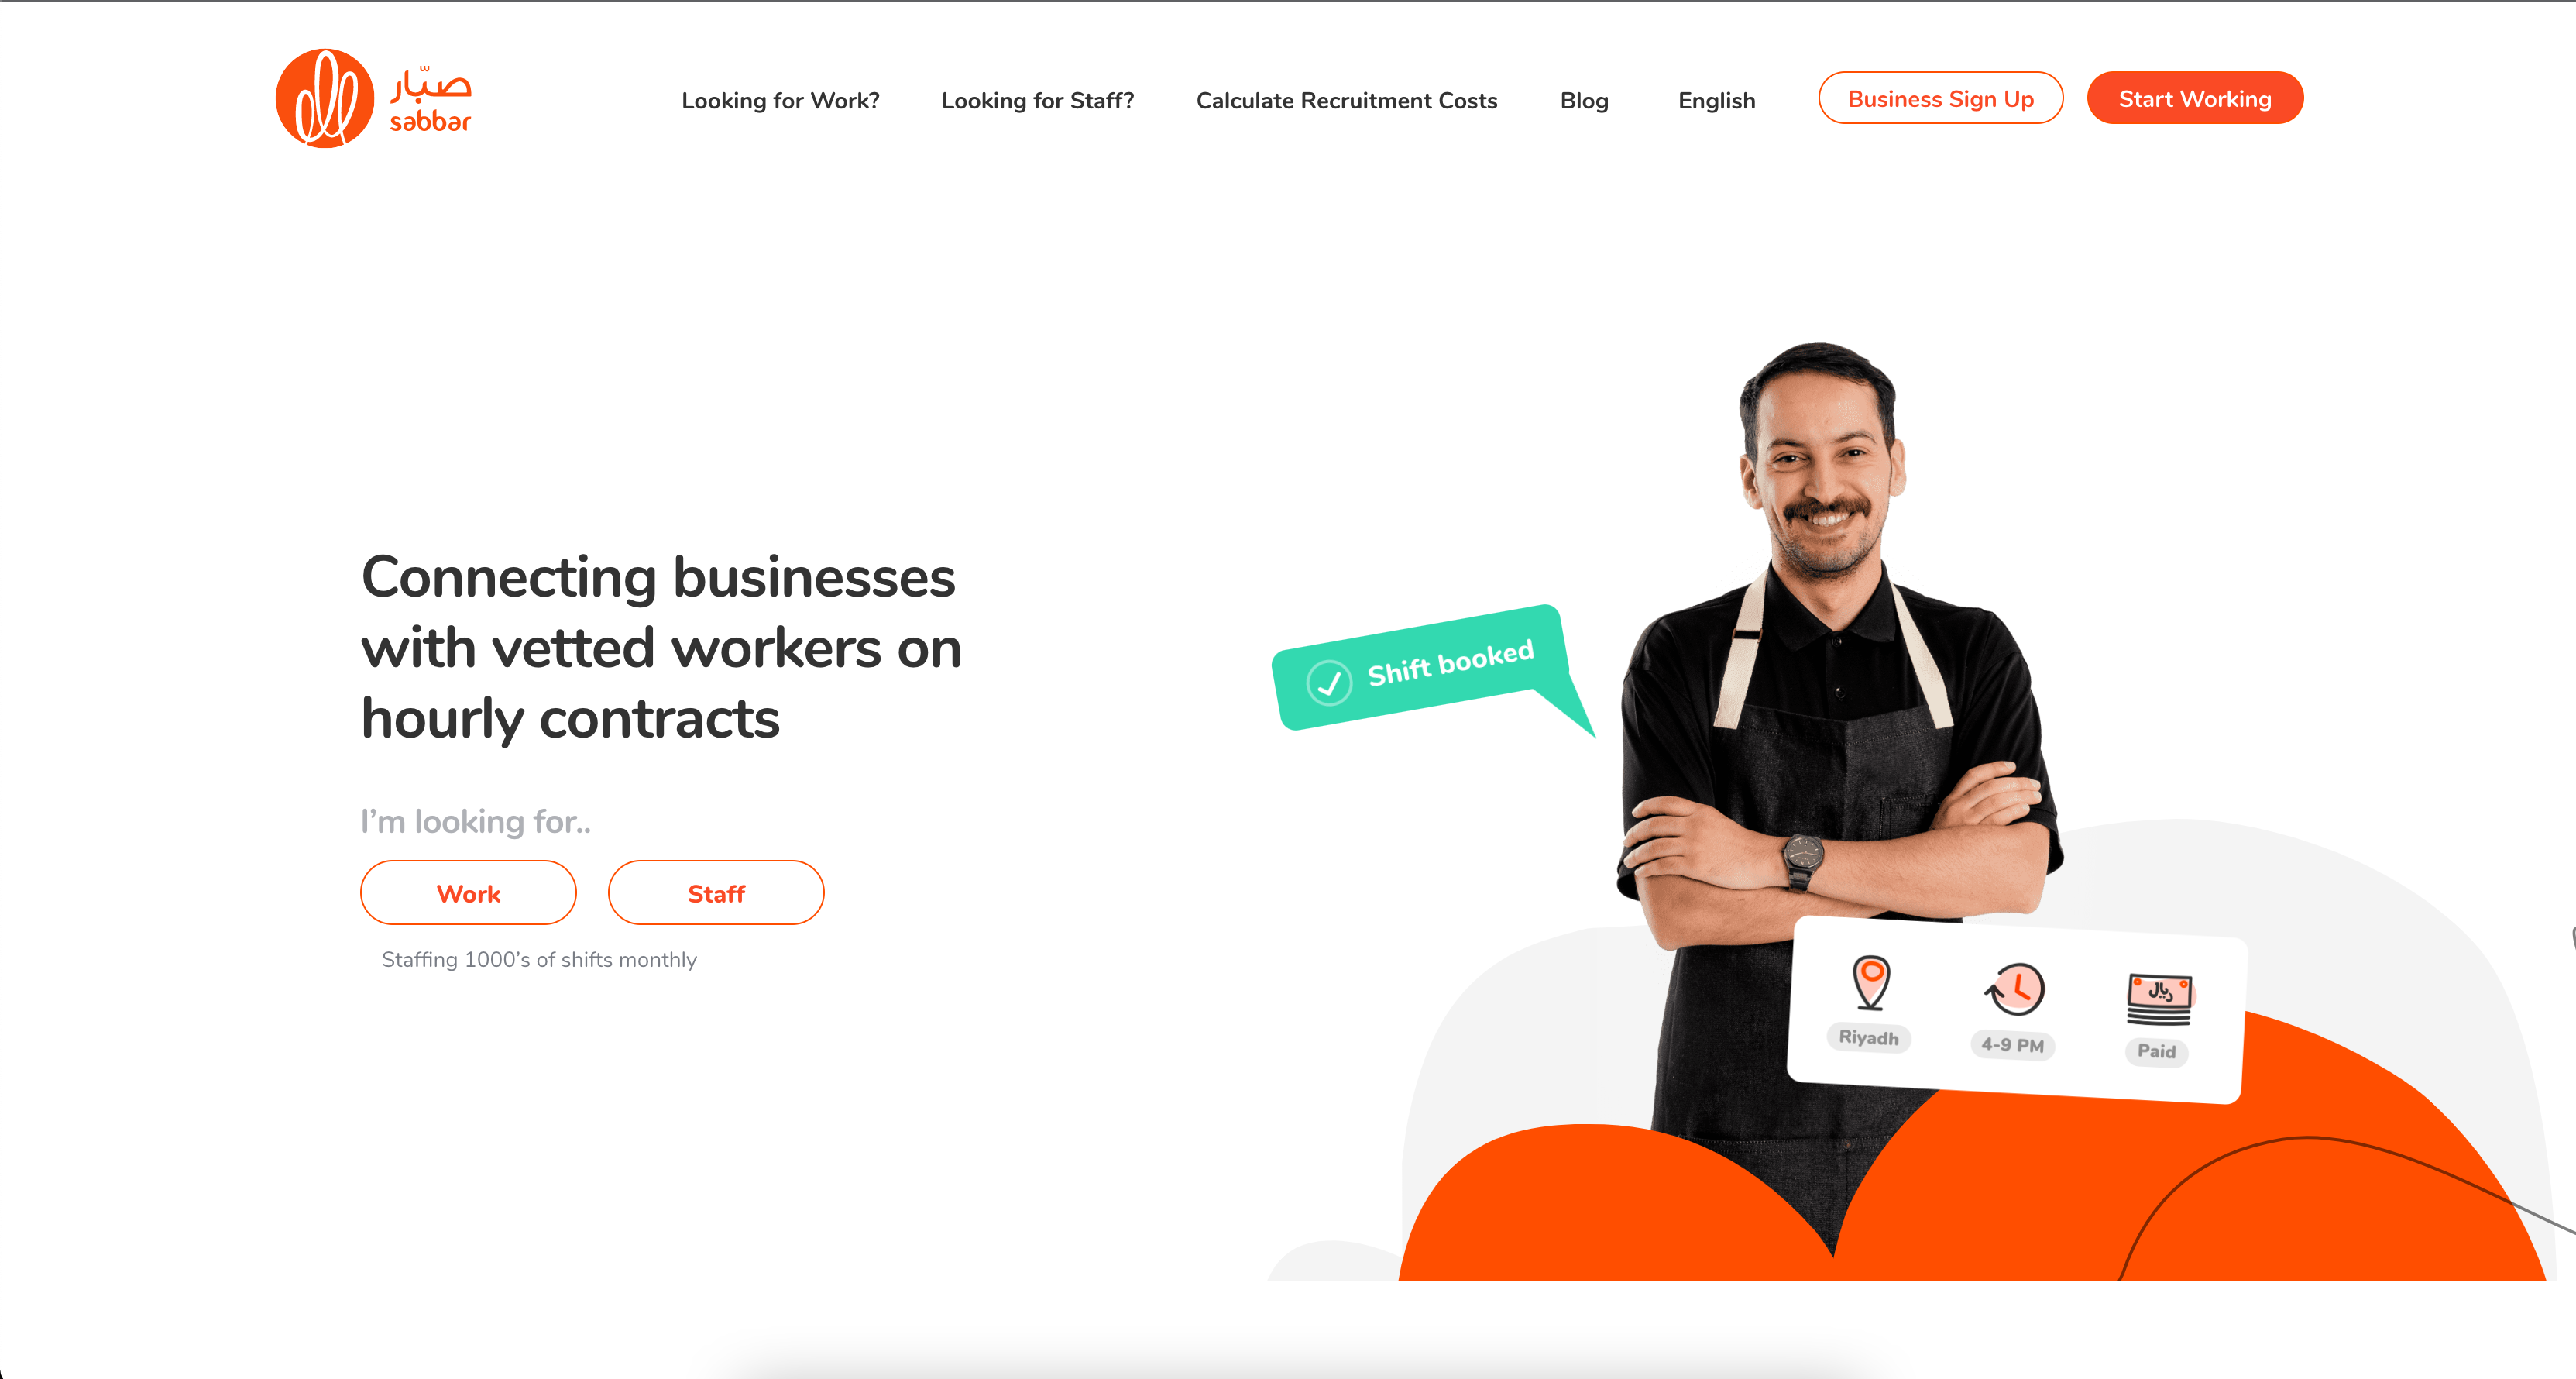 صبّار
sabbar
Looking for Work?
Looking for Staff?
Calculate Recruitment Costs
Blog
English
Business Sign Up
Start Working
Connecting businesses
with vetted workers on
hourly contracts
I'm looking for..
Work
Staff
Staffing 1000's of shifts monthly
Shift booked
ريال
Riyadh
4-9 PM
Paid